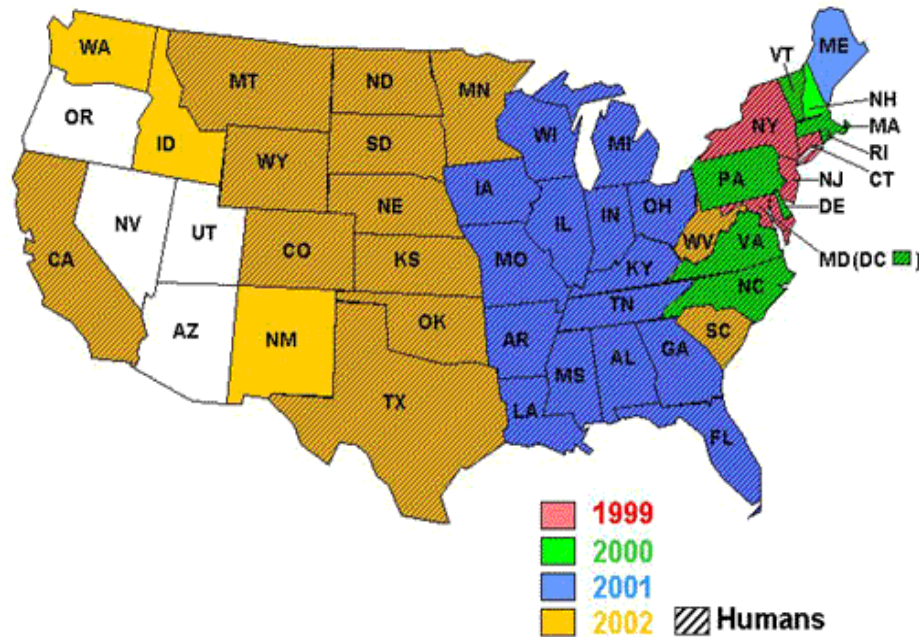 WA
MT
ND
MN
VT
ME
OR
ID
WY
SD
WI
MI
NY
NH
MA
RI
CT
NV
UT
CO
NE
IA
IL
IN
OH
PA
NJ
DE
CA
KS
MO
KY
WV
VA
MD (DC )
AZ
NM
OK
AR
TN
NC
SC
TX
LA
MS
AL
GA
FL
1999
2000
2001
2002
Humans